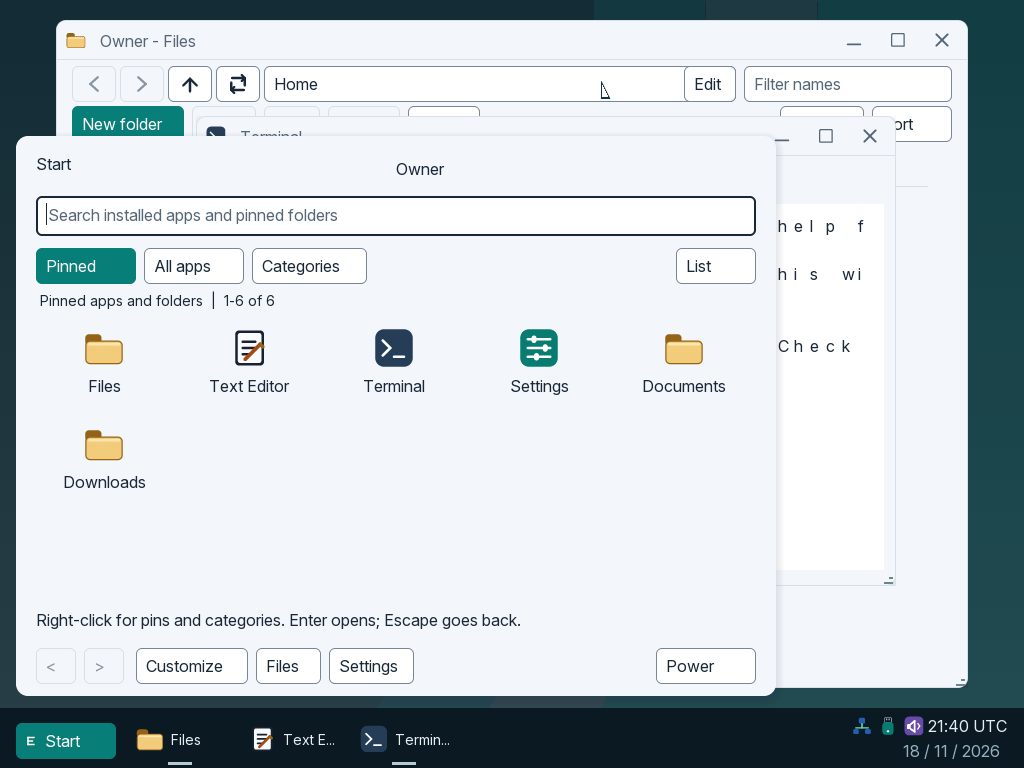 Owner - Files
Home
Edit
Filter names
New folder
ort
Terminal
Start
Owner
Search installed apps and pinned folders
help f
his wi
Check
Pinned
All apps
Categories
List
Pinned apps and folders | 1-6 of 6
Files
Text Editor
Terminal
Settings
Documents
Downloads
Right-click for pins and categories. Enter opens; Escape goes back.
<
>
Customize
Files
Settings
Power
E Start
Files
Text E...
Termin...
21:40 UTC
18 / 11 / 2026